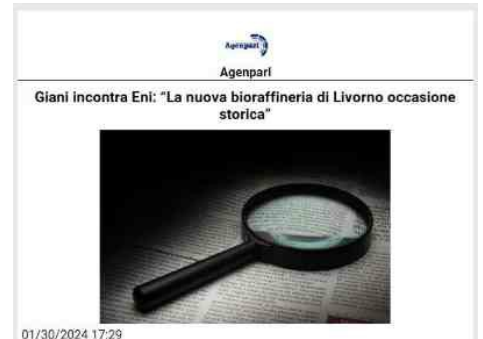 Agenparl
Agenparl
Giani incontra Eni: “La nuova bioraffineria di Livorno occasione
storica”
01/30/2024 17:29